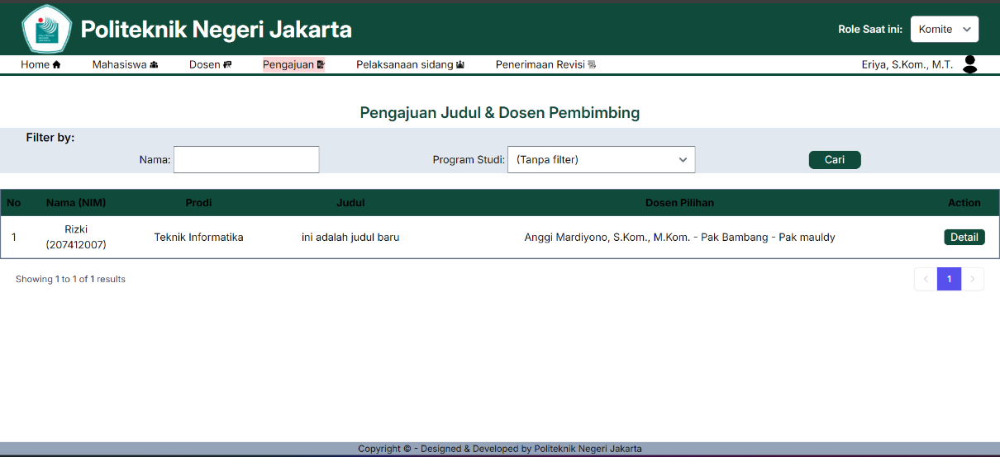 Politeknik Negeri Jakarta
Role Saat ini: Komite
Home Mahasiswa Dosen Pengajuan Pelaksanaan sidang Penerimaan Revisi Eriya, S.Kom., M.T.
Pengajuan Judul & Dosen Pembimbing
Filter by:
Nama: Program Studi: (Tanpa filter) Cari
No Nama (NIM) Prodi Judul Dosen Pilihan Action
1 Rizki (207412007) Teknik Informatika ini adalah judul baru Anggi Mardiyono, S.Kom., M.Kom. - Pak Bambang - Pak mauldy Detail
Showing 1 to 1 of 1 results < 1 >
Copyright © - Designed & Developed by Politeknik Negeri Jakarta